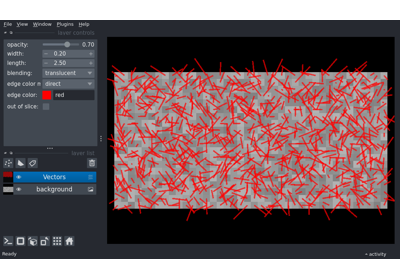 File View Window Plugins Help
layer controls
opacity: 0.70
width: 0.20
length: 2.50
blending: translucent
edge color m direct
edge color: red
out of slice:
layer list
Vectors
background
Ready
activity